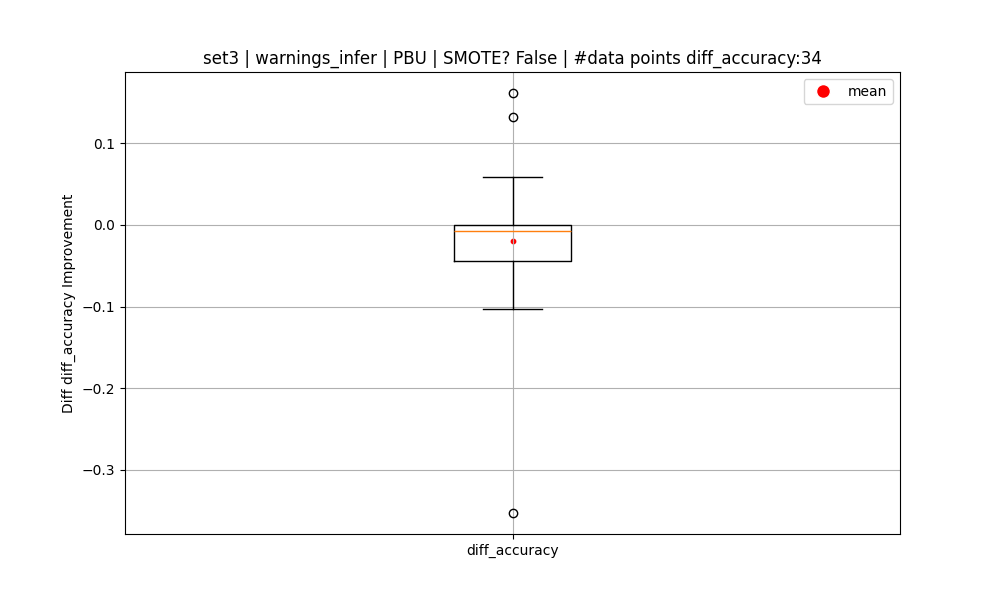 set3 | warnings_infer | PBU | SMOTE? False | #data points diff_accuracy:34
mean
0.1
0.0
−0.1
−0.2
−0.3
Diff diff_accuracy Improvement
diff_accuracy